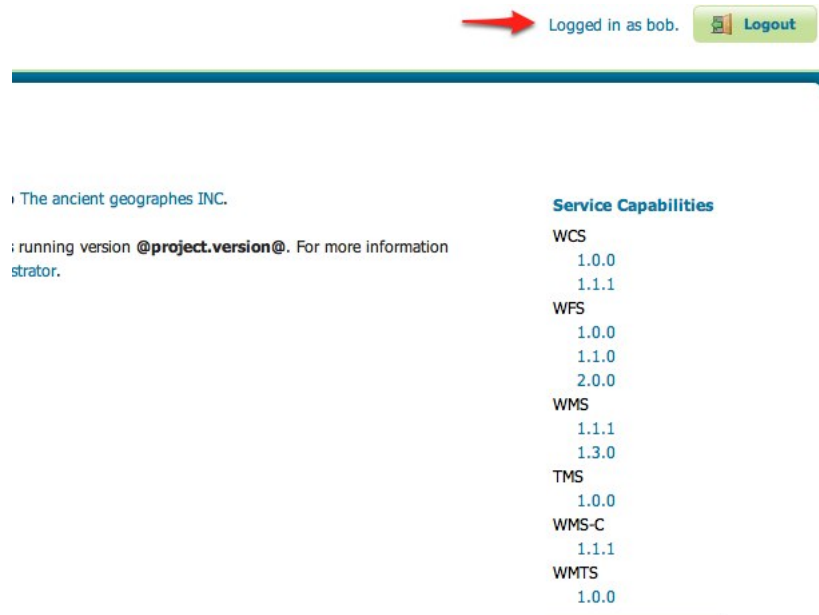 Logged in as bob.
Logout
The ancient geographes INC.
running version @project.version@. For more information
strator.
Service Capabilities
WCS
1.0.0
1.1.1
WFS
1.0.0
1.1.0
2.0.0
WMS
1.1.1
1.3.0
TMS
1.0.0
WMS-C
1.1.1
WMTS
1.0.0